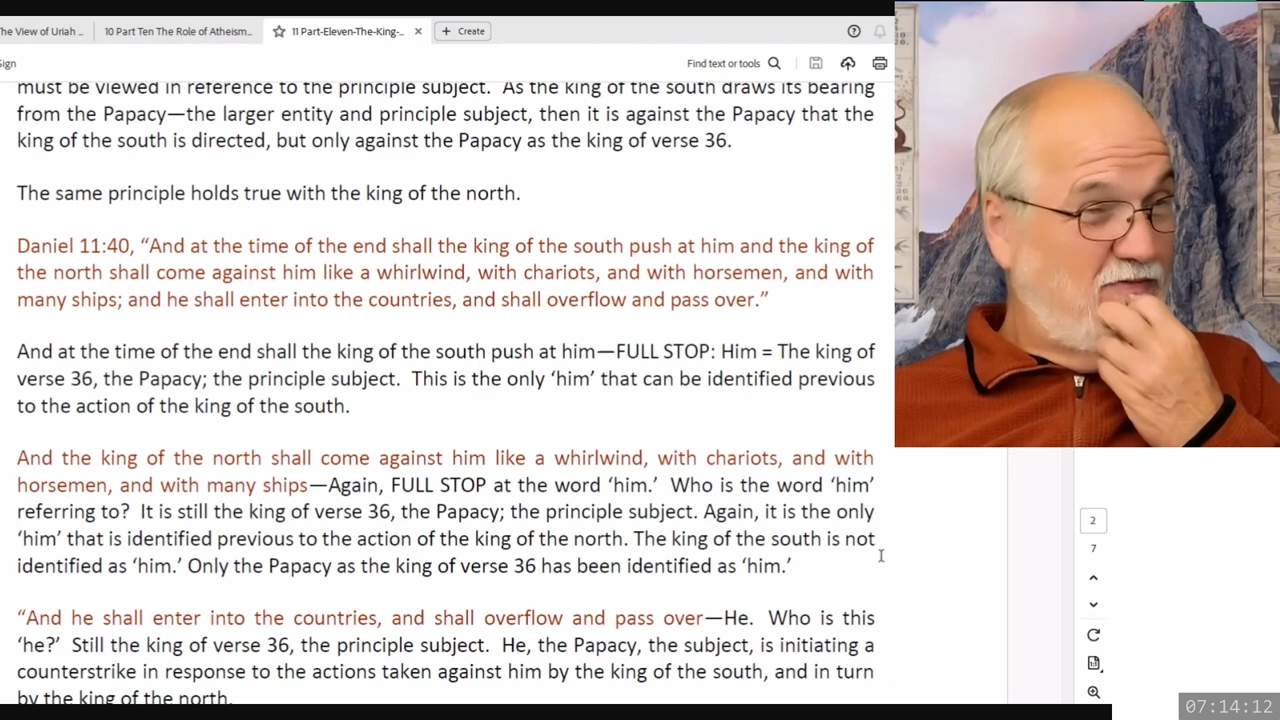 The View of Uriah ...
10 Part Ten The Role of Atheism...
11 Part-Eleven-The-King-...
Create
Sign
Find text or tools
must be viewed in reference to the principle subject. As the king of the south draws its bearing
from the Papacy—the larger entity and principle subject, then it is against the Papacy that the
king of the south is directed, but only against the Papacy as the king of verse 36.
The same principle holds true with the king of the north.
Daniel 11:40, “And at the time of the end shall the king of the south push at him and the king of
the north shall come against him like a whirlwind, with chariots, and with horsemen, and with
many ships; and he shall enter into the countries, and shall overflow and pass over.”
And at the time of the end shall the king of the south push at him—FULL STOP: Him = The king of
verse 36, the Papacy; the principle subject. This is the only ‘him’ that can be identified previous
to the action of the king of the south.
And the king of the north shall come against him like a whirlwind, with chariots, and with
horsemen, and with many ships—Again, FULL STOP at the word ‘him.’ Who is the word ‘him’
referring to? It is still the king of verse 36, the Papacy; the principle subject. Again, it is the only
‘him’ that is identified previous to the action of the king of the north. The king of the south is not
identified as ‘him.’ Only the Papacy as the king of verse 36 has been identified as ‘him.’
“And he shall enter into the countries, and shall overflow and pass over—He. Who is this
‘he?’ Still the king of verse 36, the principle subject. He, the Papacy, the subject, is initiating a
counterstrike in response to the actions taken against him by the king of the south, and in turn
by the king of the north.
2
7
07:14:12